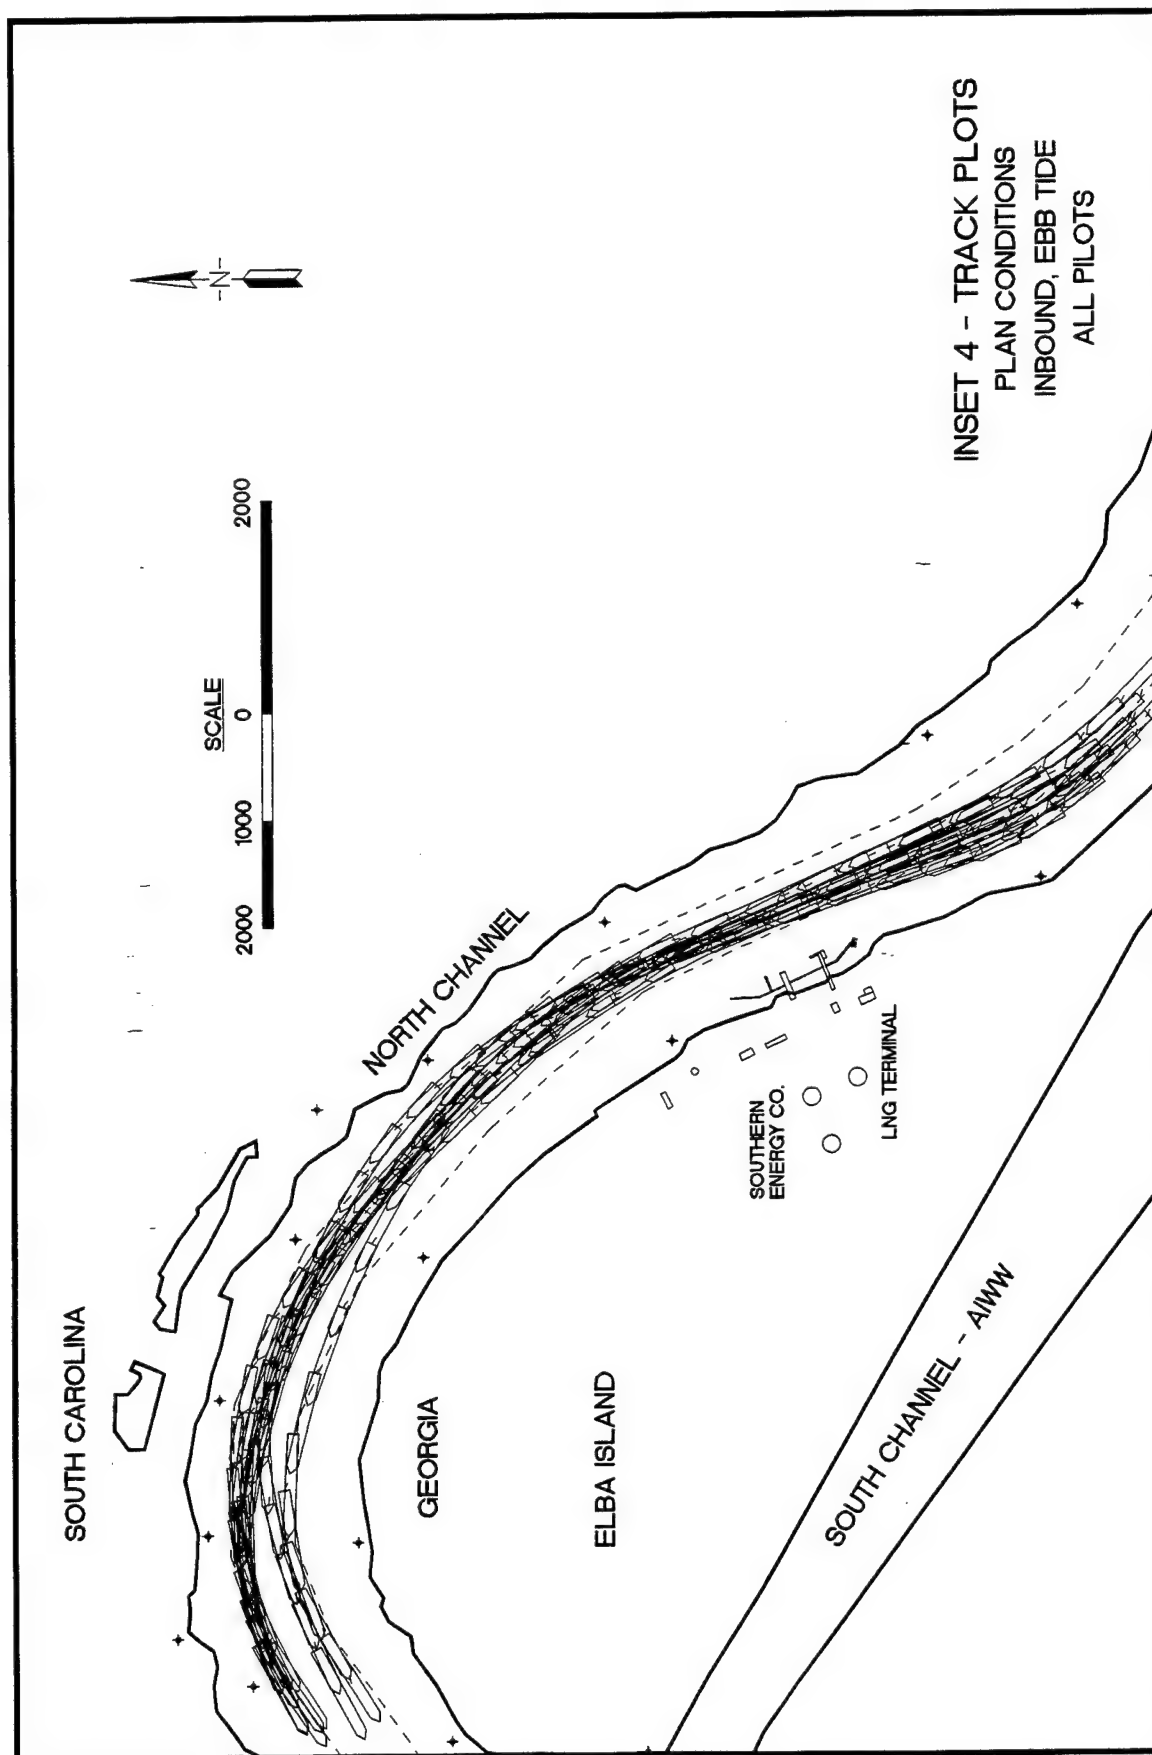 SOUTH CAROLINA
SCALE
2000 1000 0 2000
-N-
NORTH CHANNEL
GEORGIA
ELBA ISLAND
SOUTHERN
ENERGY CO.
LNG TERMINAL
SOUTH CHANNEL - AIWW
INSET 4 - TRACK PLOTS
PLAN CONDITIONS
INBOUND, EBB TIDE
ALL PILOTS